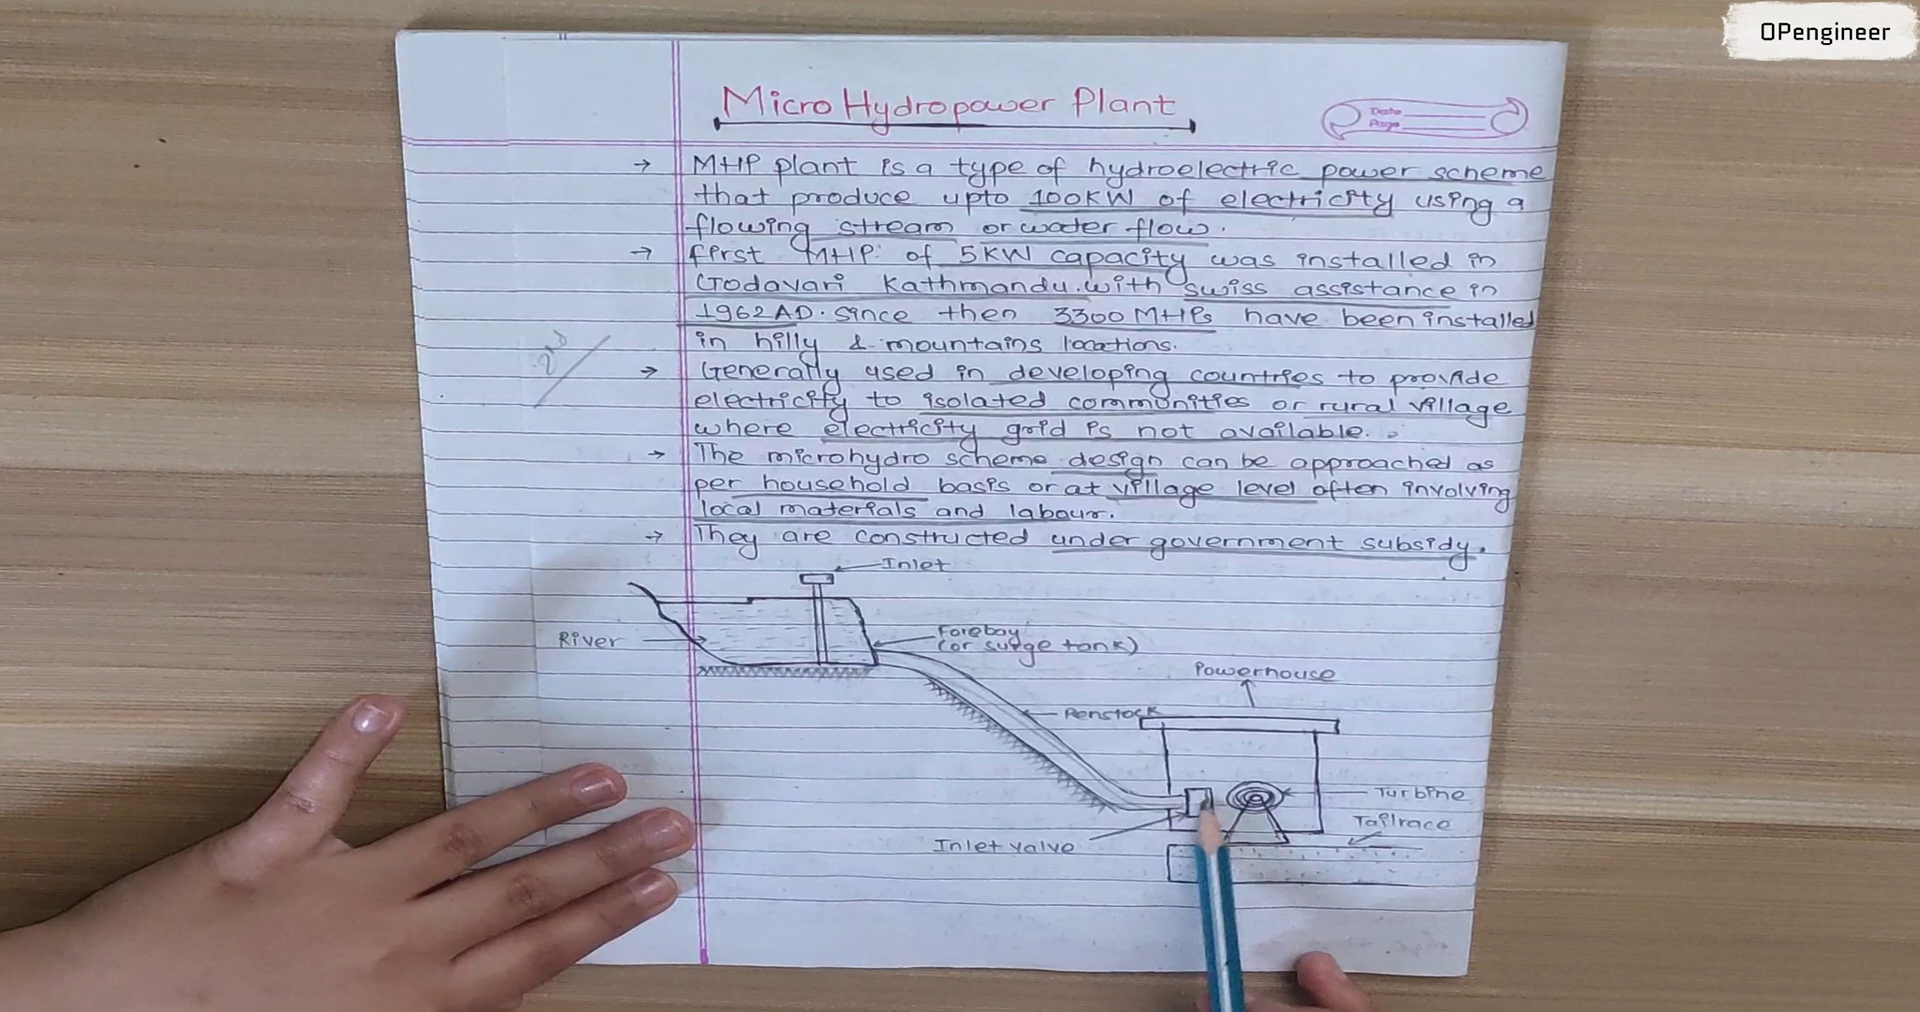 OPengineer
Micro Hydropower Plant
Date
Page
→ MHP plant is a type of hydroelectric power scheme
that produce upto 100KW of electricity using a
flowing stream or water flow.
→ first MHP of 5KW capacity was installed in
Godavari Kathmandu with swiss assistance in
1962AD. since then 3300 MHPs have been installed
in hilly & mountains locations.
→ Generally used in developing countries to provide
electricity to isolated communities or rural village
where electricity grid is not available.
→ The microhydro scheme design can be approached as
per household basis or at village level often involving
local materials and labour.
→ They are constructed under government subsidy.
Inlet
River
Forebay
(or surge tank)
Powerhouse
Penstock
Turbine
Tailrace
Inlet valve